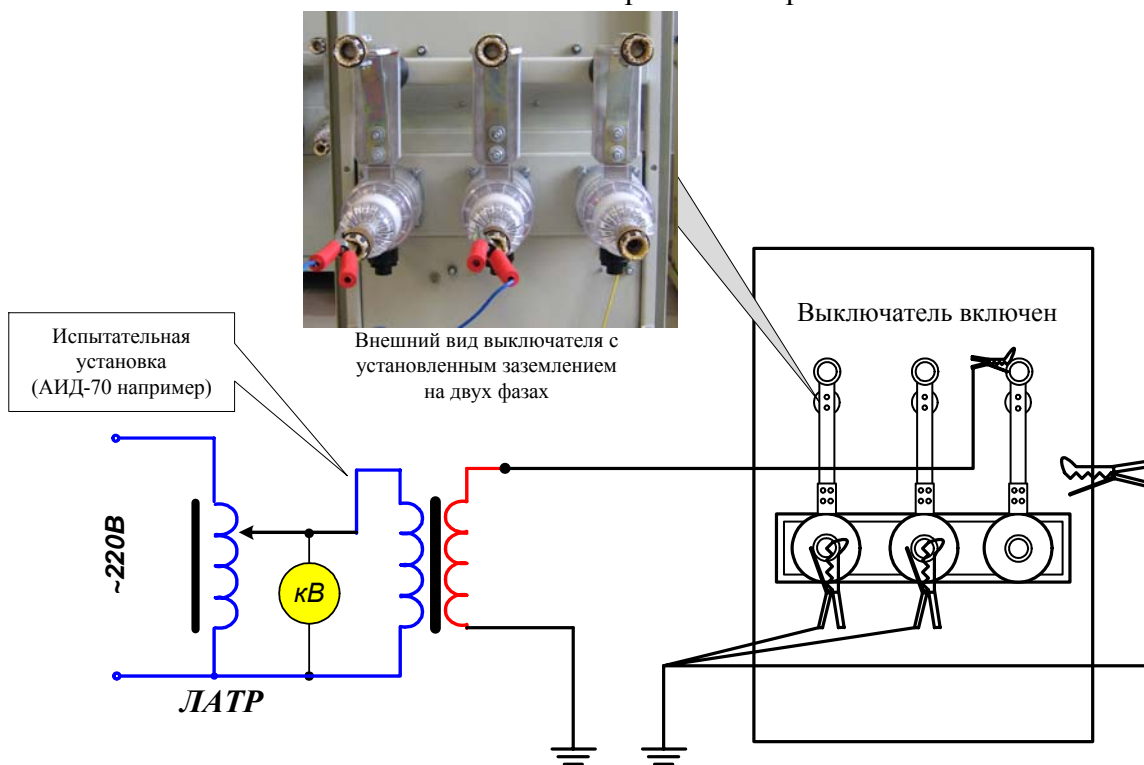 Внешний вид выключателя с
установленным заземлением
на двух фазах
Испытательная
установка
(АИД-70 например)
Выключатель включен
~220В
кВ
ЛАТР